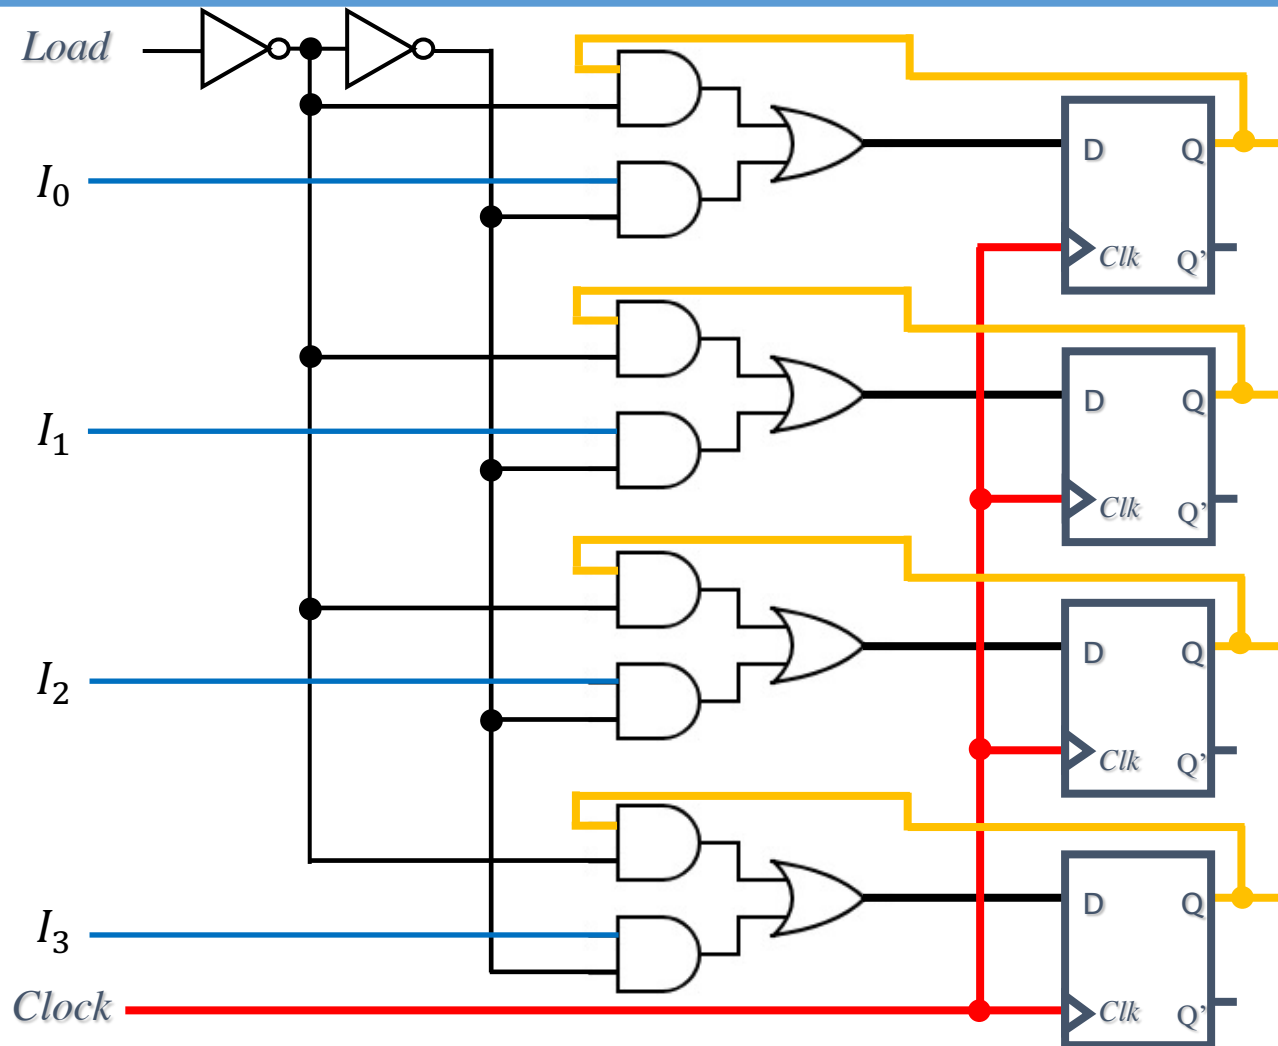 Load
I₀
D Q
Clk Q’
I₁
D Q
Clk Q’
I₂
D Q
Clk Q’
I₃
D Q
Clock
Clk Q’